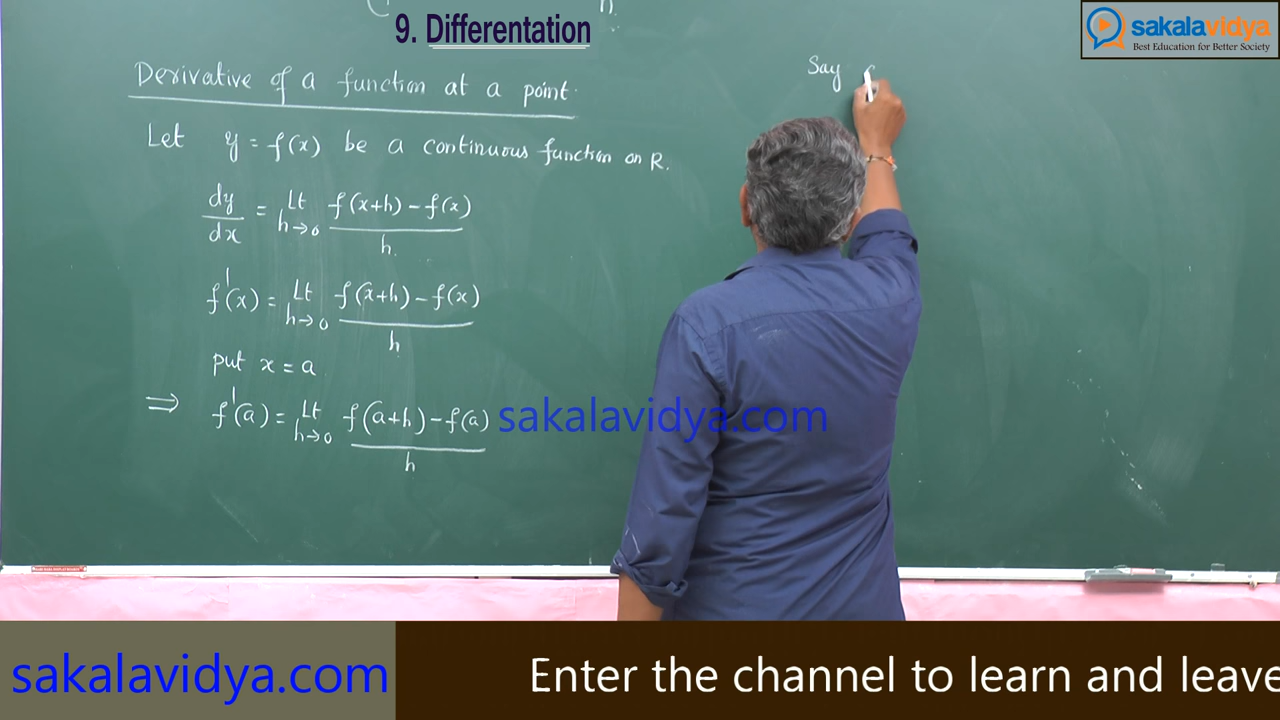 9. Differentation
sakalavidya
Best Education for Better Society
Derivative of a function at a point.
Say
Let y = f(x) be a continuous function on R.
dy/dx = Lt h→0 f(x+h) − f(x) / h.
f'(x) = Lt h→0 f(x+h) − f(x) / h
put x = a
⇒ f'(a) = Lt h→0 f(a+h) − f(a) / h
sakalavidya.com
sakalavidya.com
Enter the channel to learn and leave